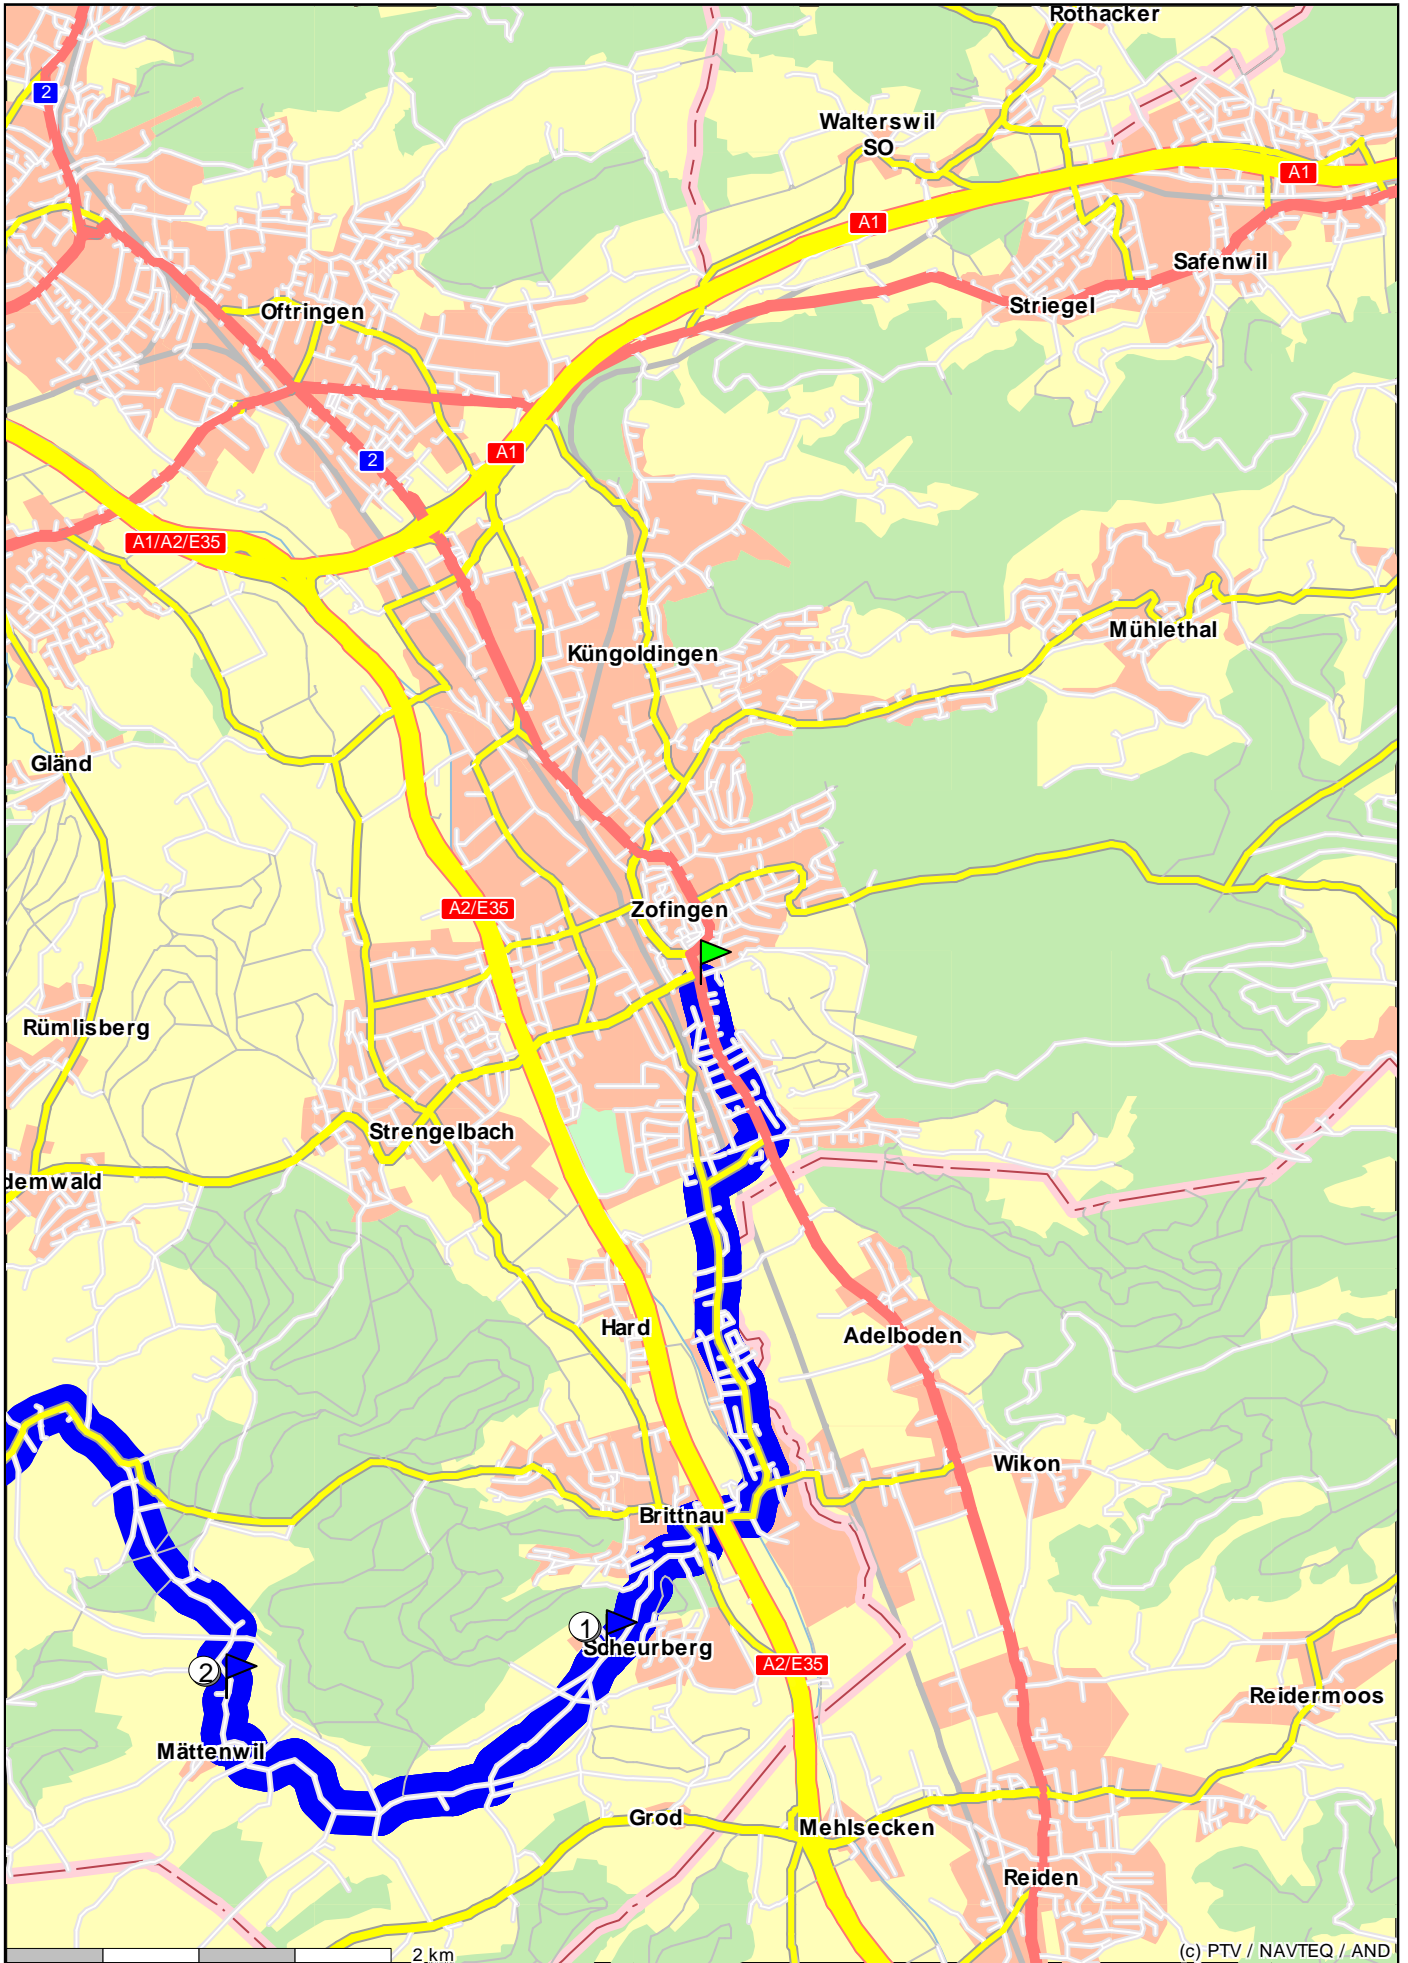 Rothacker
2
Walterswil
SO
A1
A1
Safenwil
Striegel
Oftringen
A1
2
A1/A2/E35
Mühlethal
Küngoldingen
Gländ
A2/E35
Zofingen
Rümlisberg
Strengelbach
demwald
Hard
Adelboden
Wikon
Brittnau
1
Scheurberg
A2/E35
2
Reidermoos
Mättenwil
Grod
Mehlsecken
Reiden
2 km
(c) PTV / NAVTEQ / AND